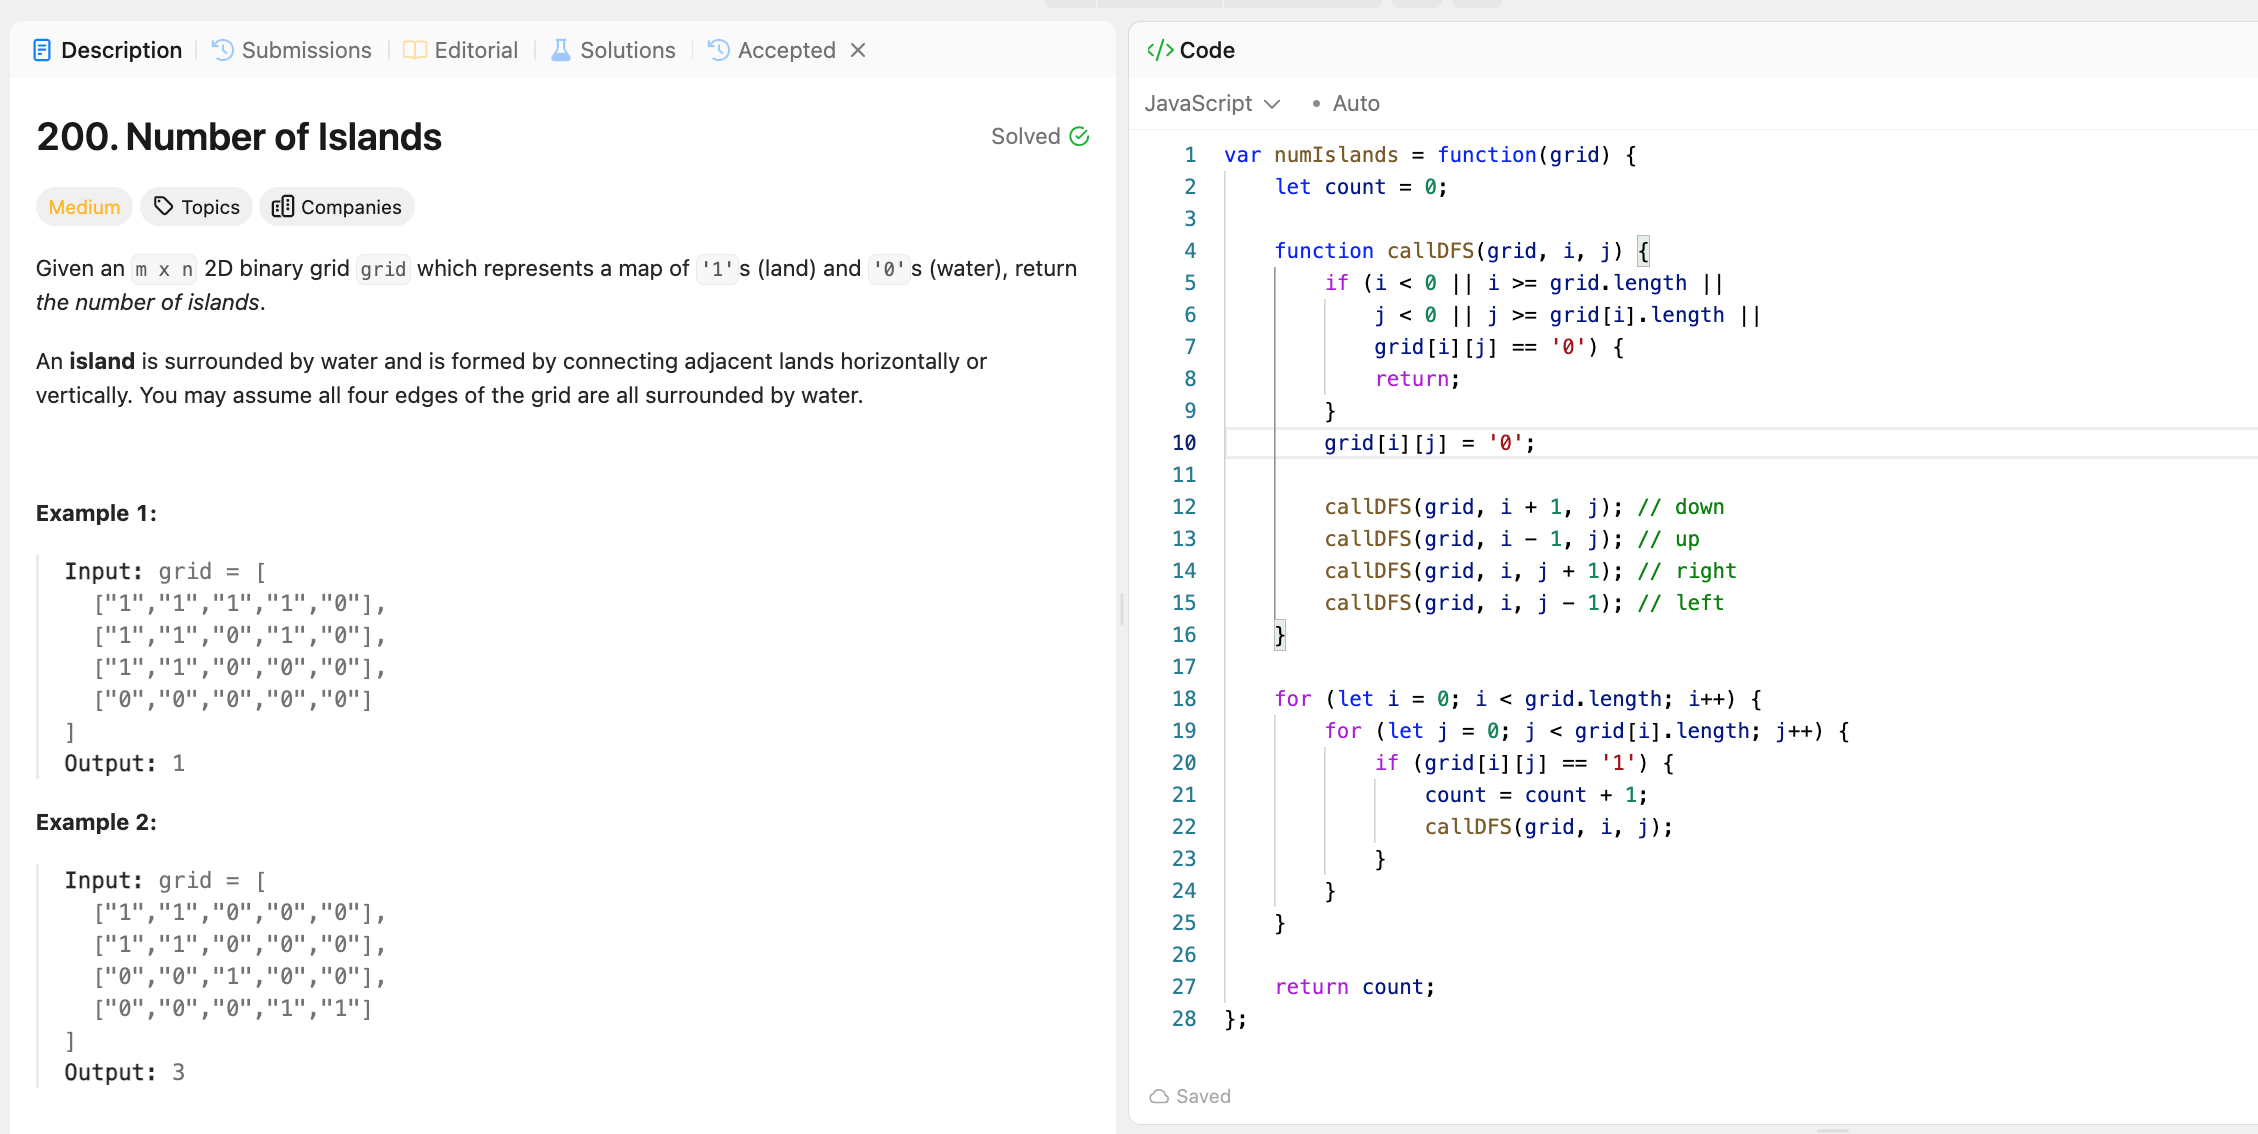 Description
Submissions
Editorial
Solutions
Accepted
200. Number of Islands
Solved
Medium
Topics
Companies
Given an m x n 2D binary grid grid which represents a map of '1's (land) and '0's (water), return
the number of islands.
An island is surrounded by water and is formed by connecting adjacent lands horizontally or
vertically. You may assume all four edges of the grid are all surrounded by water.
Example 1:
Input: grid = [
  ["1","1","1","1","0"],
  ["1","1","0","1","0"],
  ["1","1","0","0","0"],
  ["0","0","0","0","0"]
]
Output: 1
Example 2:
Input: grid = [
  ["1","1","0","0","0"],
  ["1","1","0","0","0"],
  ["0","0","1","0","0"],
  ["0","0","0","1","1"]
]
Output: 3
</> Code
JavaScript
• Auto
1 var numIslands = function(grid) {
2     let count = 0;
3
4     function callDFS(grid, i, j) {
5         if (i < 0 || i >= grid.length ||
6             j < 0 || j >= grid[i].length ||
7             grid[i][j] == '0') {
8             return;
9         }
10         grid[i][j] = '0';
11
12         callDFS(grid, i + 1, j); // down
13         callDFS(grid, i - 1, j); // up
14         callDFS(grid, i, j + 1); // right
15         callDFS(grid, i, j - 1); // left
16     }
17
18     for (let i = 0; i < grid.length; i++) {
19         for (let j = 0; j < grid[i].length; j++) {
20             if (grid[i][j] == '1') {
21                 count = count + 1;
22                 callDFS(grid, i, j);
23             }
24         }
25     }
26
27     return count;
28 };
Saved